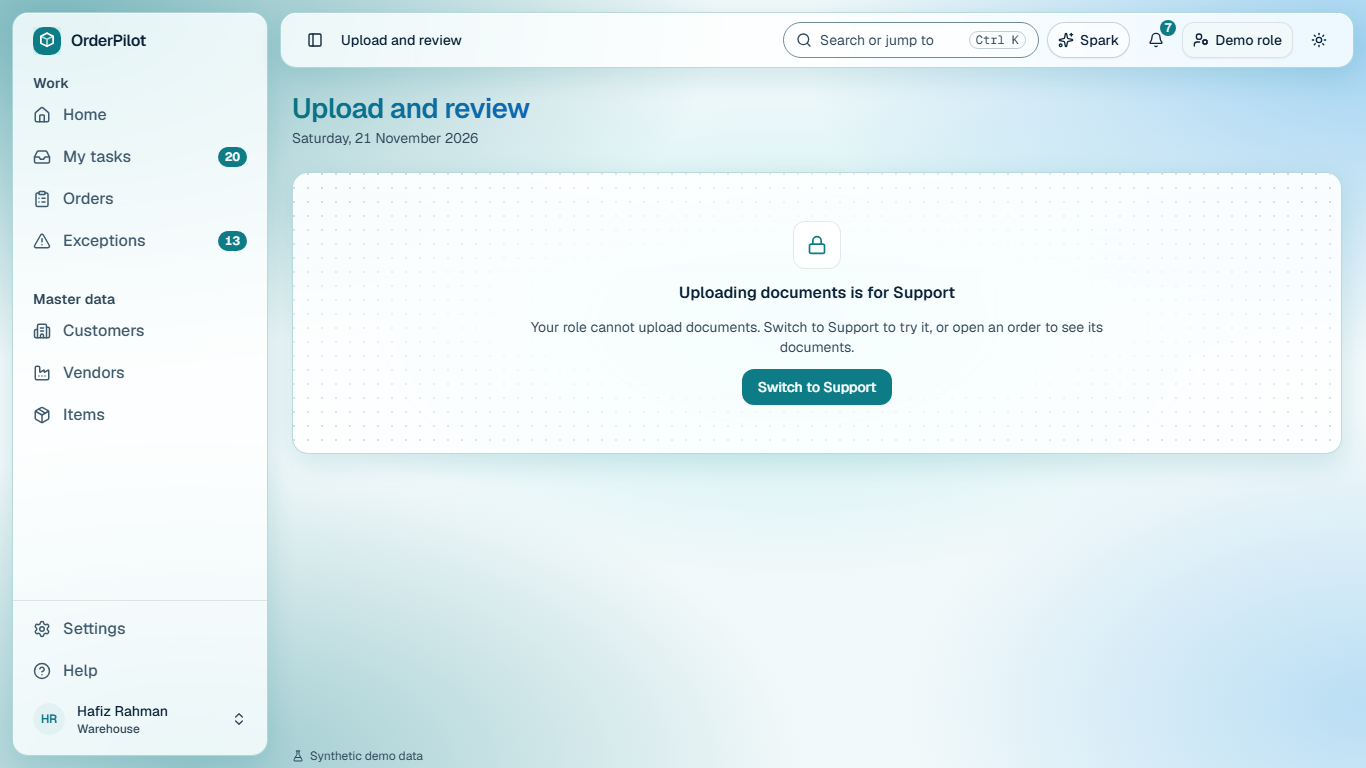 OrderPilot
Work
Home
My tasks 20
Orders
Exceptions 13
Master data
Customers
Vendors
Items
Settings
Help
HR
Hafiz Rahman
Warehouse
Upload and review
Search or jump to Ctrl K
Spark
7
Demo role
Upload and review
Saturday, 21 November 2026
Uploading documents is for Support
Your role cannot upload documents. Switch to Support to try it, or open an order to see its
documents.
Switch to Support
Synthetic demo data